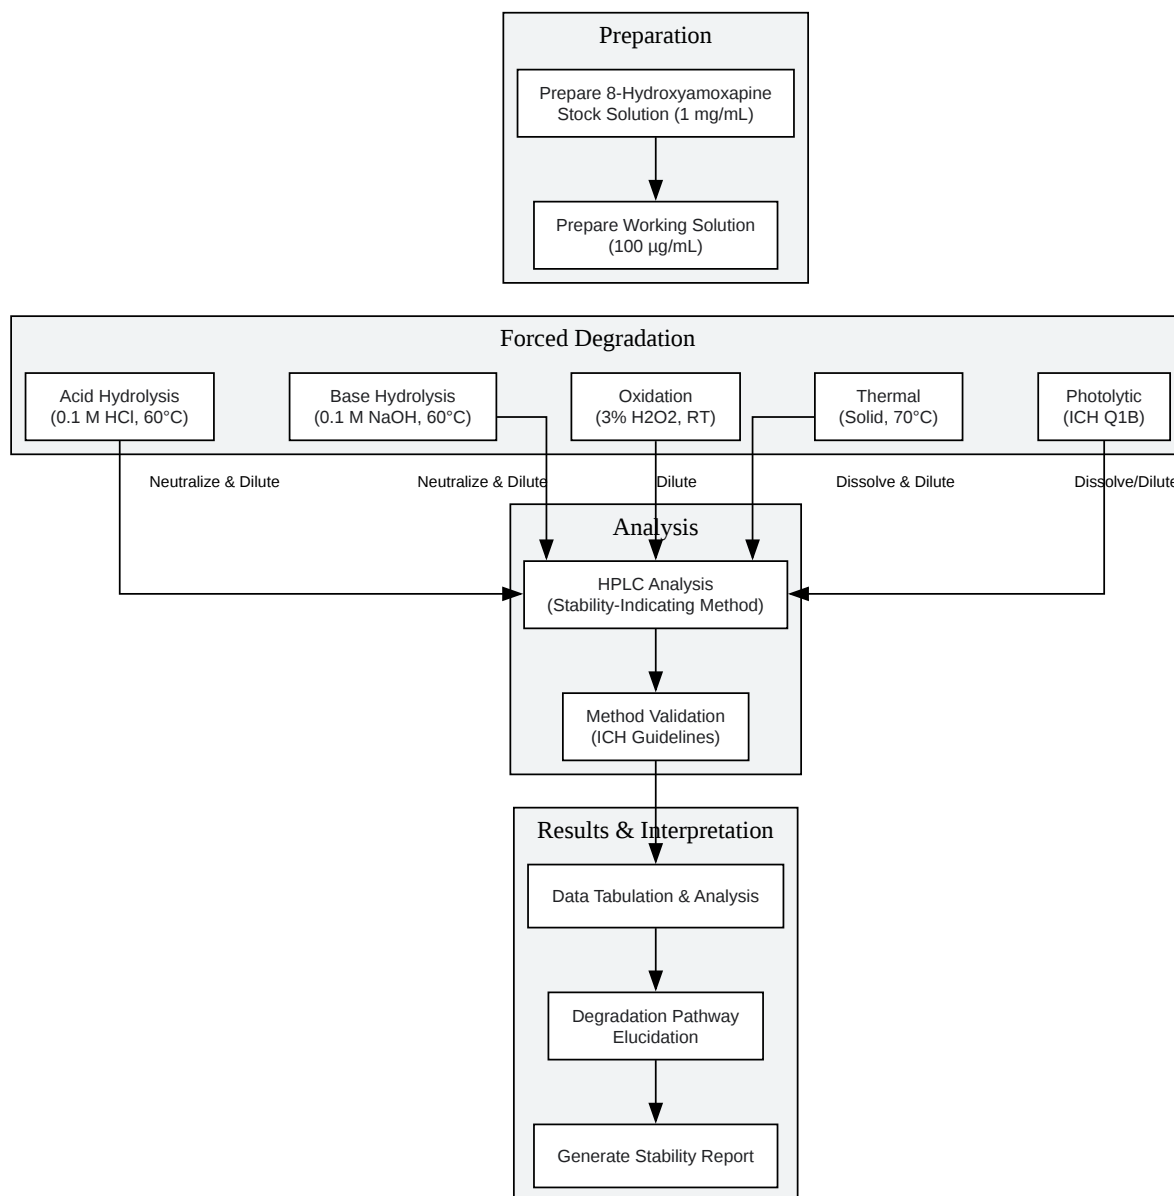 Preparation
Prepare 8-Hydroxyamoxapine
Stock Solution (1 mg/mL)
Prepare Working Solution
(100 µg/mL)
Forced Degradation
Acid Hydrolysis
(0.1 M HCl, 60°C)
Base Hydrolysis
(0.1 M NaOH, 60°C)
Oxidation
(3% H2O2, RT)
Thermal
(Solid, 70°C)
Photolytic
(ICH Q1B)
Neutralize & Dilute
Neutralize & Dilute
Dilute
Dissolve & Dilute
Dissolve/Dilute
Analysis
HPLC Analysis
(Stability-Indicating Method)
Method Validation
(ICH Guidelines)
Results & Interpretation
Data Tabulation & Analysis
Degradation Pathway
Elucidation
Generate Stability Report